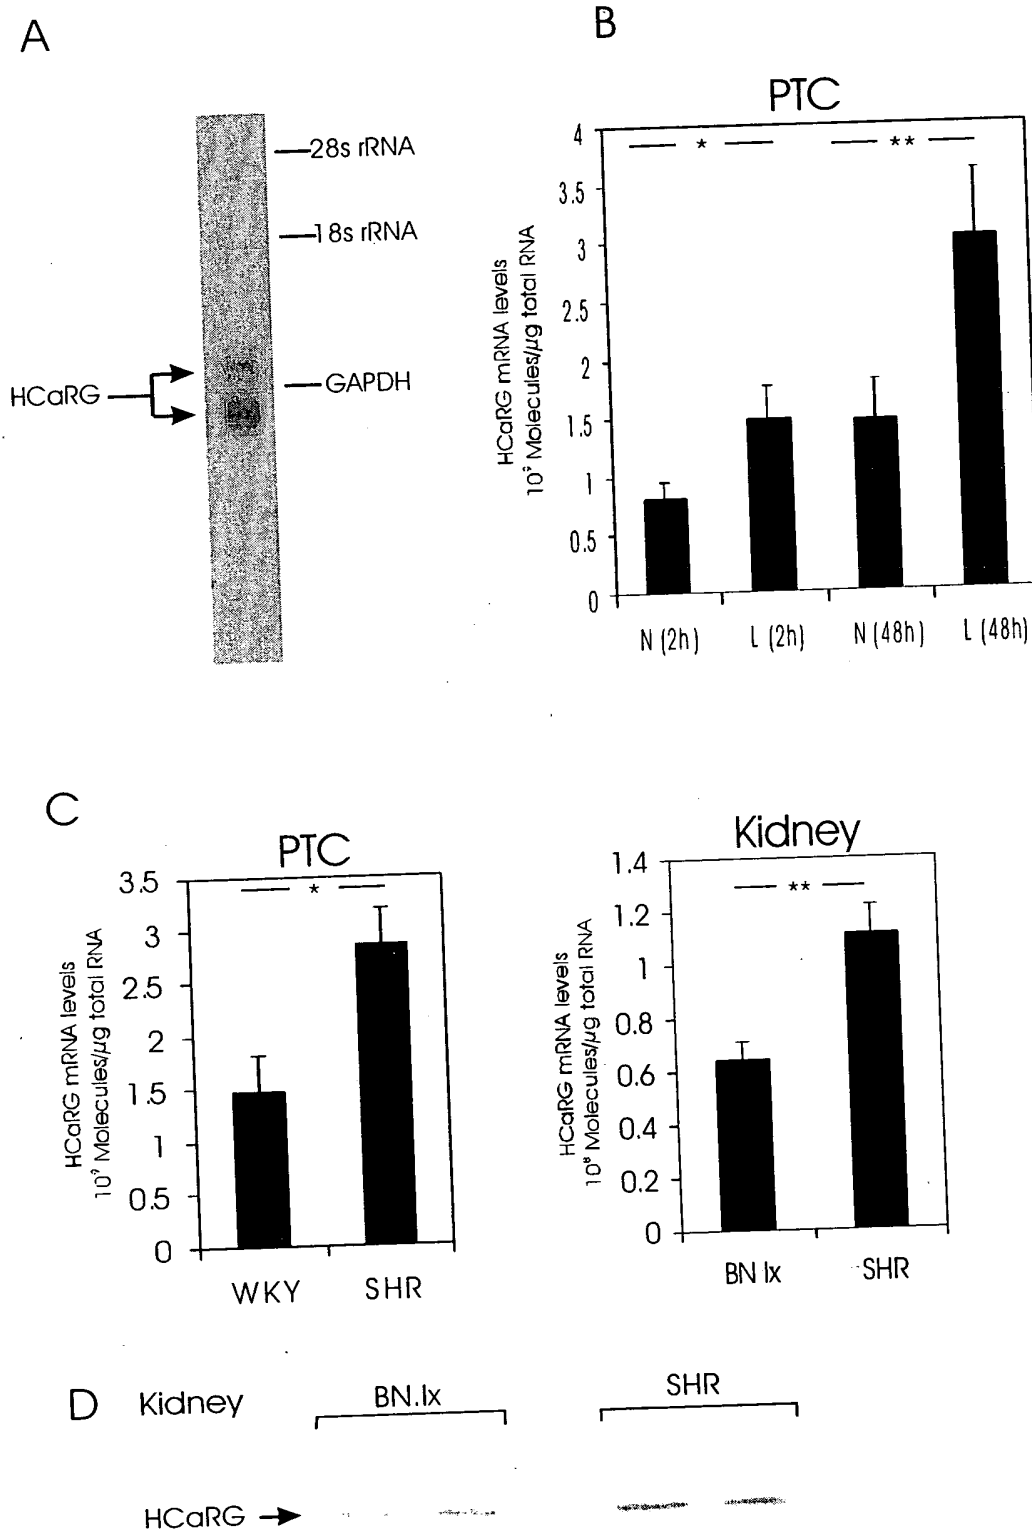 A
28s rRNA
18s rRNA
HCaRG
GAPDH
B
PTC
* **
HCaRG mRNA levels
Molecules/µg total RNA
4
3.5
3
2.5
2
1.5
1
0.5
0
N (2h) L (2h) N (48h) L (48h)
C
PTC
*
HCaRG mRNA levels
Molecules/µg total RNA
3.5
3
2.5
2
1.5
1
0.5
0
WKY SHR
Kidney
**
HCaRG mRNA levels
Molecules/µg total RNA
1.4
1.2
1
0.8
0.6
0.4
0.2
0
BN lx SHR
D Kidney BN.lx SHR
HCaRG